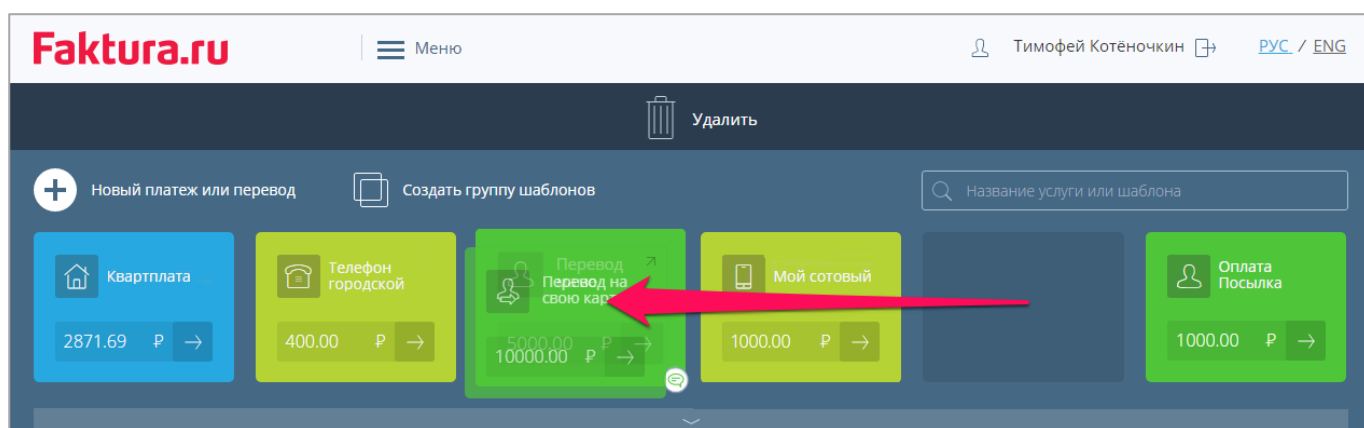 Faktura.ru
Меню
Тимофей Котёночкин
РУС / ENG
Удалить
Новый платеж или перевод
Создать группу шаблонов
Название услуги или шаблона
Квартплата
2871.69 ₽
Телефон
городской
400.00 ₽
Перевод
Перевод на
свою
5000.00 ₽
10000.00 ₽
Мой сотовый
1000.00 ₽
Оплата
Посылка
1000.00 ₽